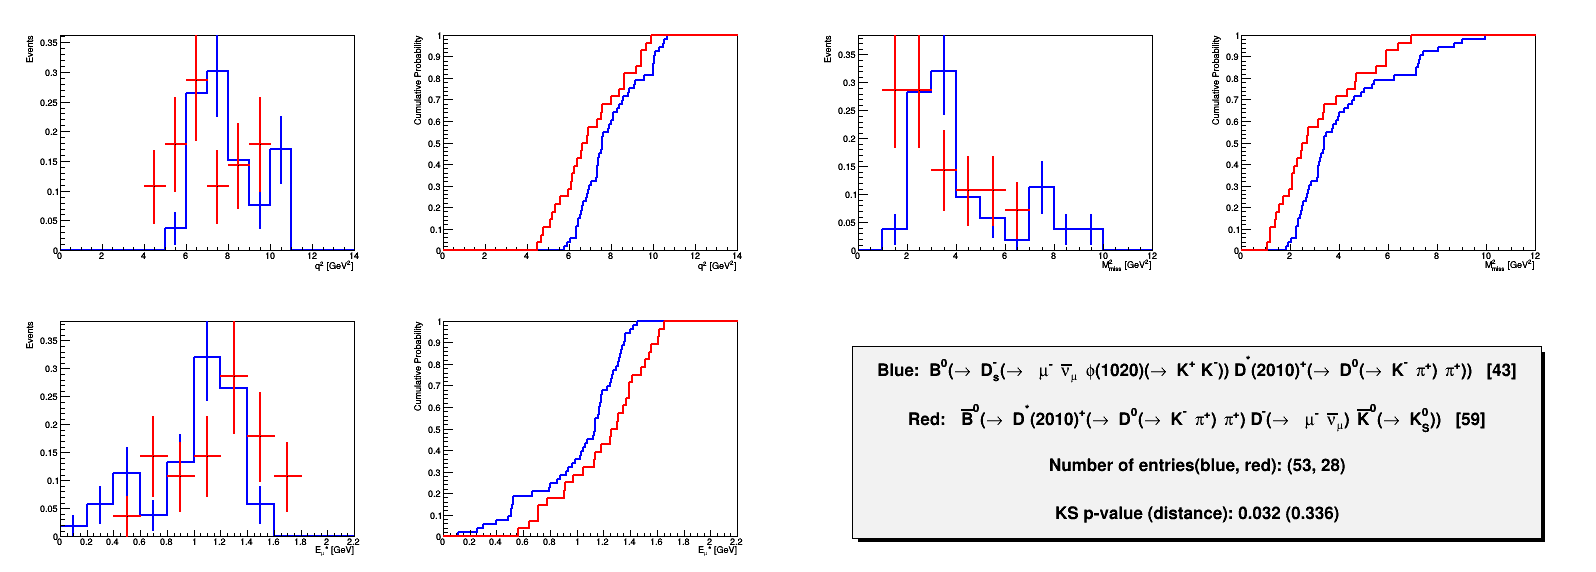 Events
0.35
0.3
0.25
0.2
0.15
0.1
0.05
0
0 2 4 6 8 10 12 14
q² [GeV²]
Cumulative Probability
1
0.9
0.8
0.7
0.6
0.5
0.4
0.3
0.2
0.1
0
0 2 4 6 8 10 12 14
q² [GeV²]
Events
0.35
0.3
0.25
0.2
0.15
0.1
0.05
0
0 2 4 6 8 10 12
M²miss [GeV²]
Cumulative Probability
1
0.9
0.8
0.7
0.6
0.5
0.4
0.3
0.2
0.1
0
0 2 4 6 8 10 12
M²miss [GeV²]
Events
0.35
0.3
0.25
0.2
0.15
0.1
0.05
0
0 0.2 0.4 0.6 0.8 1 1.2 1.4 1.6 1.8 2 2.2
Eμ* [GeV]
Cumulative Probability
1
0.9
0.8
0.7
0.6
0.5
0.4
0.3
0.2
0.1
0
0 0.2 0.4 0.6 0.8 1 1.2 1.4 1.6 1.8 2 2.2
Eμ* [GeV]
Blue: B⁰(→ Dₛ⁻(→ μ⁻ ν̅μ ϕ(1020)(→ K⁺ K⁻)) D*(2010)⁺(→ D⁰(→ K⁻ π⁺) π⁺)) [43]
Red: B̅⁰(→ D*(2010)⁺(→ D⁰(→ K⁻ π⁺) π⁺) D⁻(→ μ⁻ ν̅μ) K̅⁰(→ K⁰S)) [59]
Number of entries(blue, red): (53, 28)
KS p-value (distance): 0.032 (0.336)